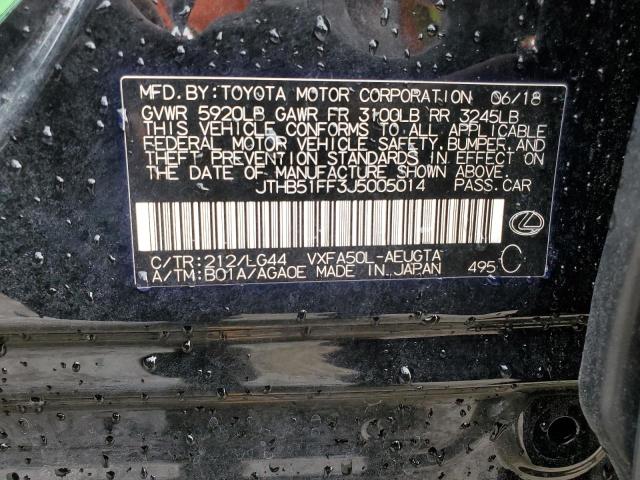 MFD. BY: TOYOTA MOTOR CORPORATION 06/18
GVWR 5920LB GAWR FR 3100LB RR 3245LB
THIS VEHICLE CONFORMS TO ALL APPLICABLE
FEDERAL MOTOR VEHICLE SAFETY, BUMPER, AND
THEFT PREVENTION STANDARDS IN EFFECT ON
THE DATE OF MANUFACTURE SHOWN ABOVE.
JTHB51FF3J5005014 PASS. CAR
C/TR: 212/LG44 VXFA50L-AEUGTA
A/TM: B01A/AGA0E MADE IN JAPAN 495 C